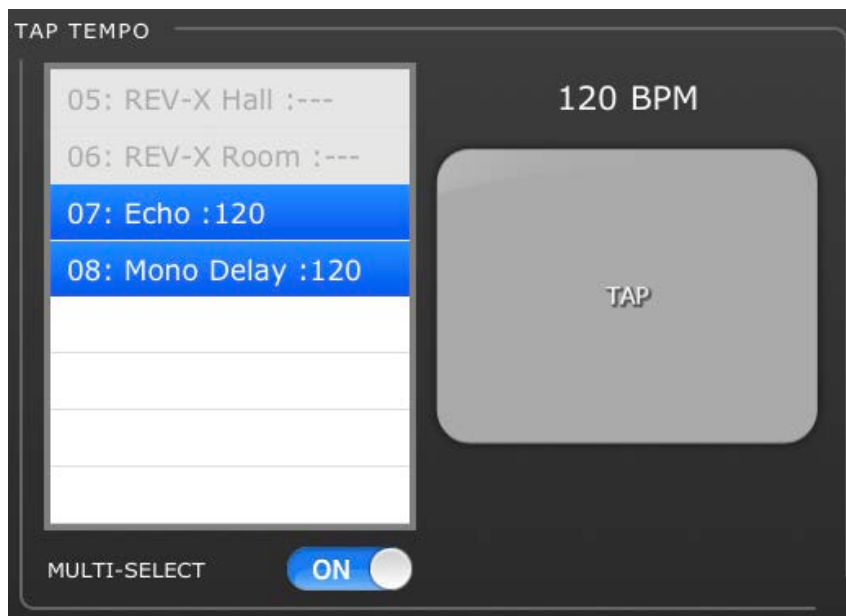 TAP TEMPO
05: REV-X Hall :---
06: REV-X Room :---
07: Echo :120
08: Mono Delay :120
120 BPM
TAP
MULTI-SELECT
ON